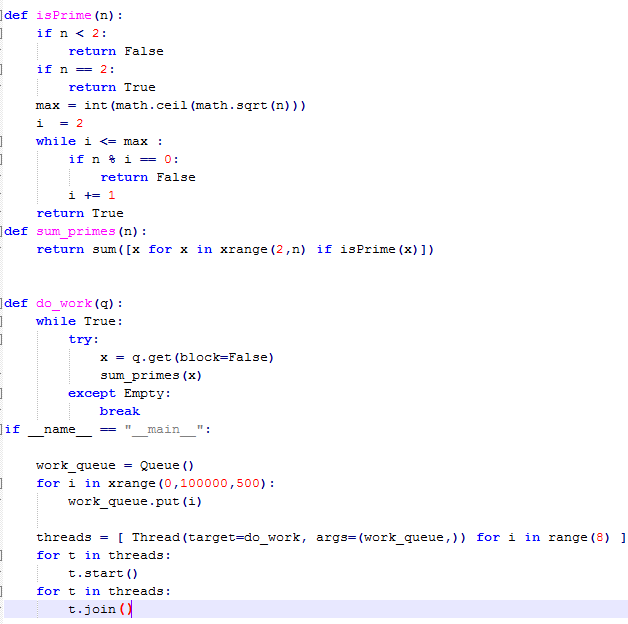 def isPrime(n):
    if n < 2:
        return False
    if n == 2:
        return True
    max = int(math.ceil(math.sqrt(n)))
    i  = 2
    while i <= max :
        if n % i == 0:
            return False
        i += 1
    return True
def sum_primes(n):
    return sum([x for x in xrange(2,n) if isPrime(x)])
def do_work(q):
    while True:
        try:
            x = q.get(block=False)
            sum_primes(x)
        except Empty:
            break
if __name__ == "__main__":
    work_queue = Queue()
    for i in xrange(0,100000,500):
        work_queue.put(i)
    threads = [ Thread(target=do_work, args=(work_queue,)) for i in range(8) ]
    for t in threads:
        t.start()
    for t in threads:
        t.join()